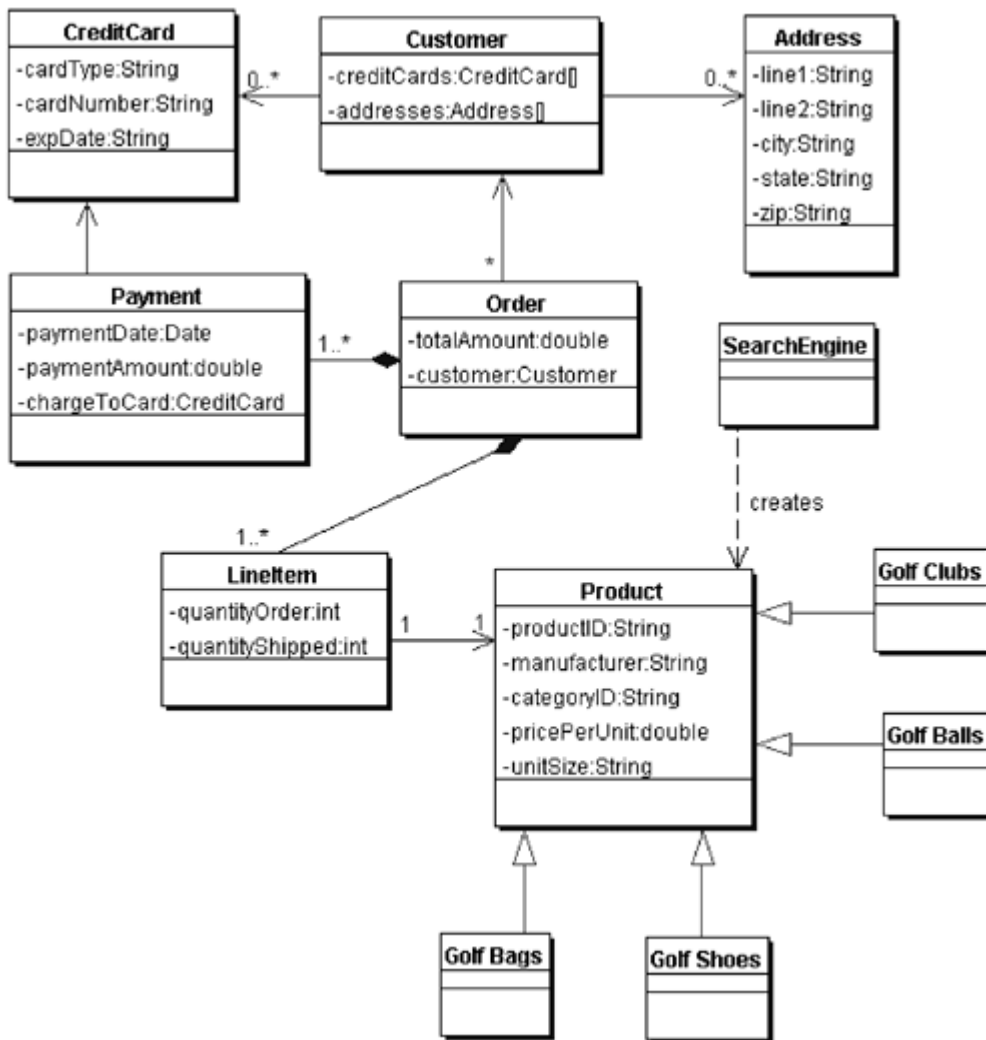 CreditCard
-cardType:String
-cardNumber:String
-expDate:String
0..*
Customer
-creditCards:CreditCard[]
-addresses:Address[]
0..*
Address
-line1:String
-line2:String
-city:String
-state:String
-zip:String
Payment
-paymentDate:Date
-paymentAmount:double
-chargeToCard:CreditCard
1..*
*
Order
-totalAmount:double
-customer:Customer
SearchEngine
creates
1..*
LineItem
-quantityOrder:int
-quantityShipped:int
1
1
Product
-productID:String
-manufacturer:String
-categoryID:String
-pricePerUnit:double
-unitSize:String
Golf Clubs
Golf Balls
Golf Bags
Golf Shoes